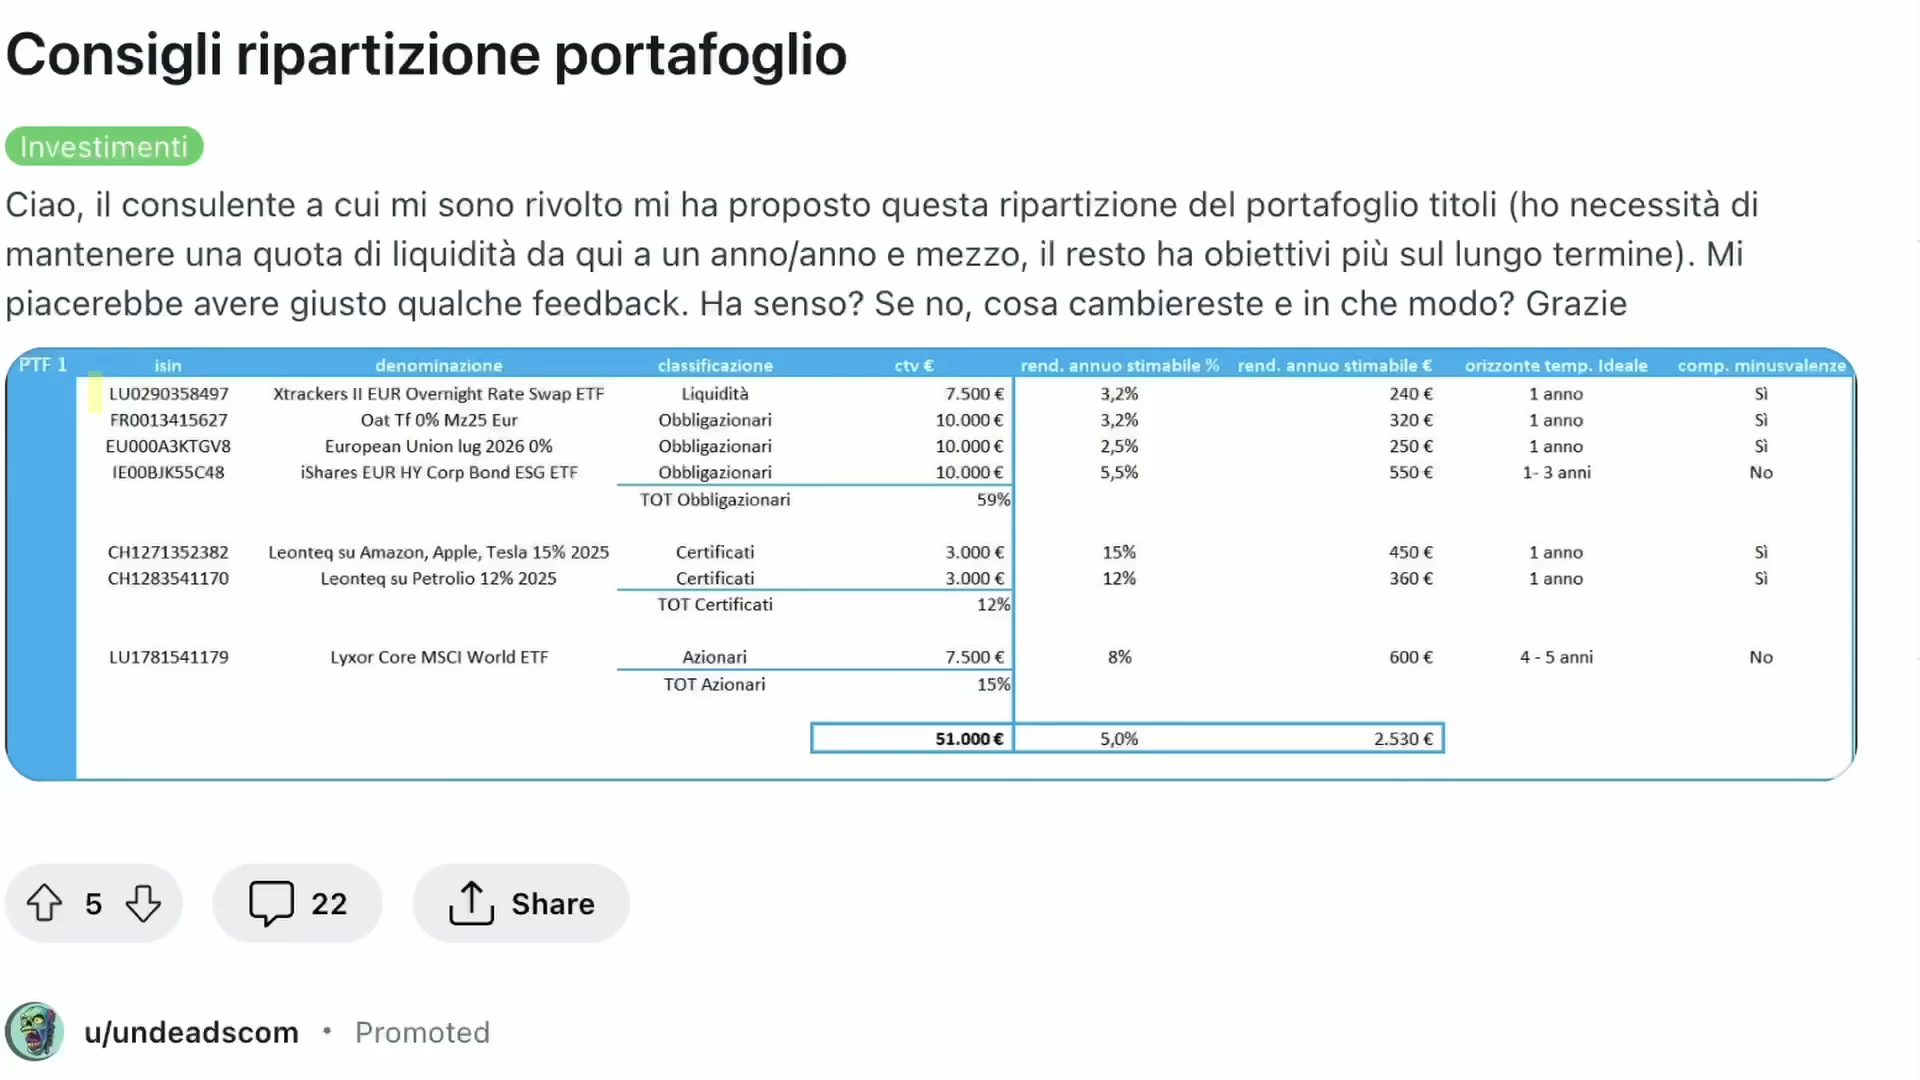 Consigli ripartizione portafoglio
Investimenti
Ciao, il consulente a cui mi sono rivolto mi ha proposto questa ripartizione del portafoglio titoli (ho necessità di
mantenere una quota di liquidità da qui a un anno/anno e mezzo, il resto ha obiettivi più sul lungo termine). Mi
piacerebbe avere giusto qualche feedback. Ha senso? Se no, cosa cambiereste e in che modo? Grazie
PTF 1 isin denominazione classificazione ctv € rend. annuo stimabile % rend. annuo stimabile € orizzonte temp. Ideale comp. minusvalenze
LU0290358497 Xtrackers II EUR Overnight Rate Swap ETF Liquidità 7.500 € 3,2% 240 € 1 anno Sì
FR0013415627 Oat Tf 0% Mz25 Eur Obbligazionari 10.000 € 3,2% 320 € 1 anno Sì
EU000A3KTGV8 European Union lug 2026 0% Obbligazionari 10.000 € 2,5% 250 € 1 anno Sì
IE00BJK55C48 iShares EUR HY Corp Bond ESG ETF Obbligazionari 10.000 € 5,5% 550 € 1- 3 anni No
TOT Obbligazionari 59%
CH1271352382 Leonteq su Amazon, Apple, Tesla 15% 2025 Certificati 3.000 € 15% 450 € 1 anno Sì
CH1283541170 Leonteq su Petrolio 12% 2025 Certificati 3.000 € 12% 360 € 1 anno Sì
TOT Certificati 12%
LU1781541179 Lyxor Core MSCI World ETF Azionari 7.500 € 8% 600 € 4 - 5 anni No
TOT Azionari 15%
51.000 € 5,0% 2.530 €
5 22 Share
u/undeadscom • Promoted